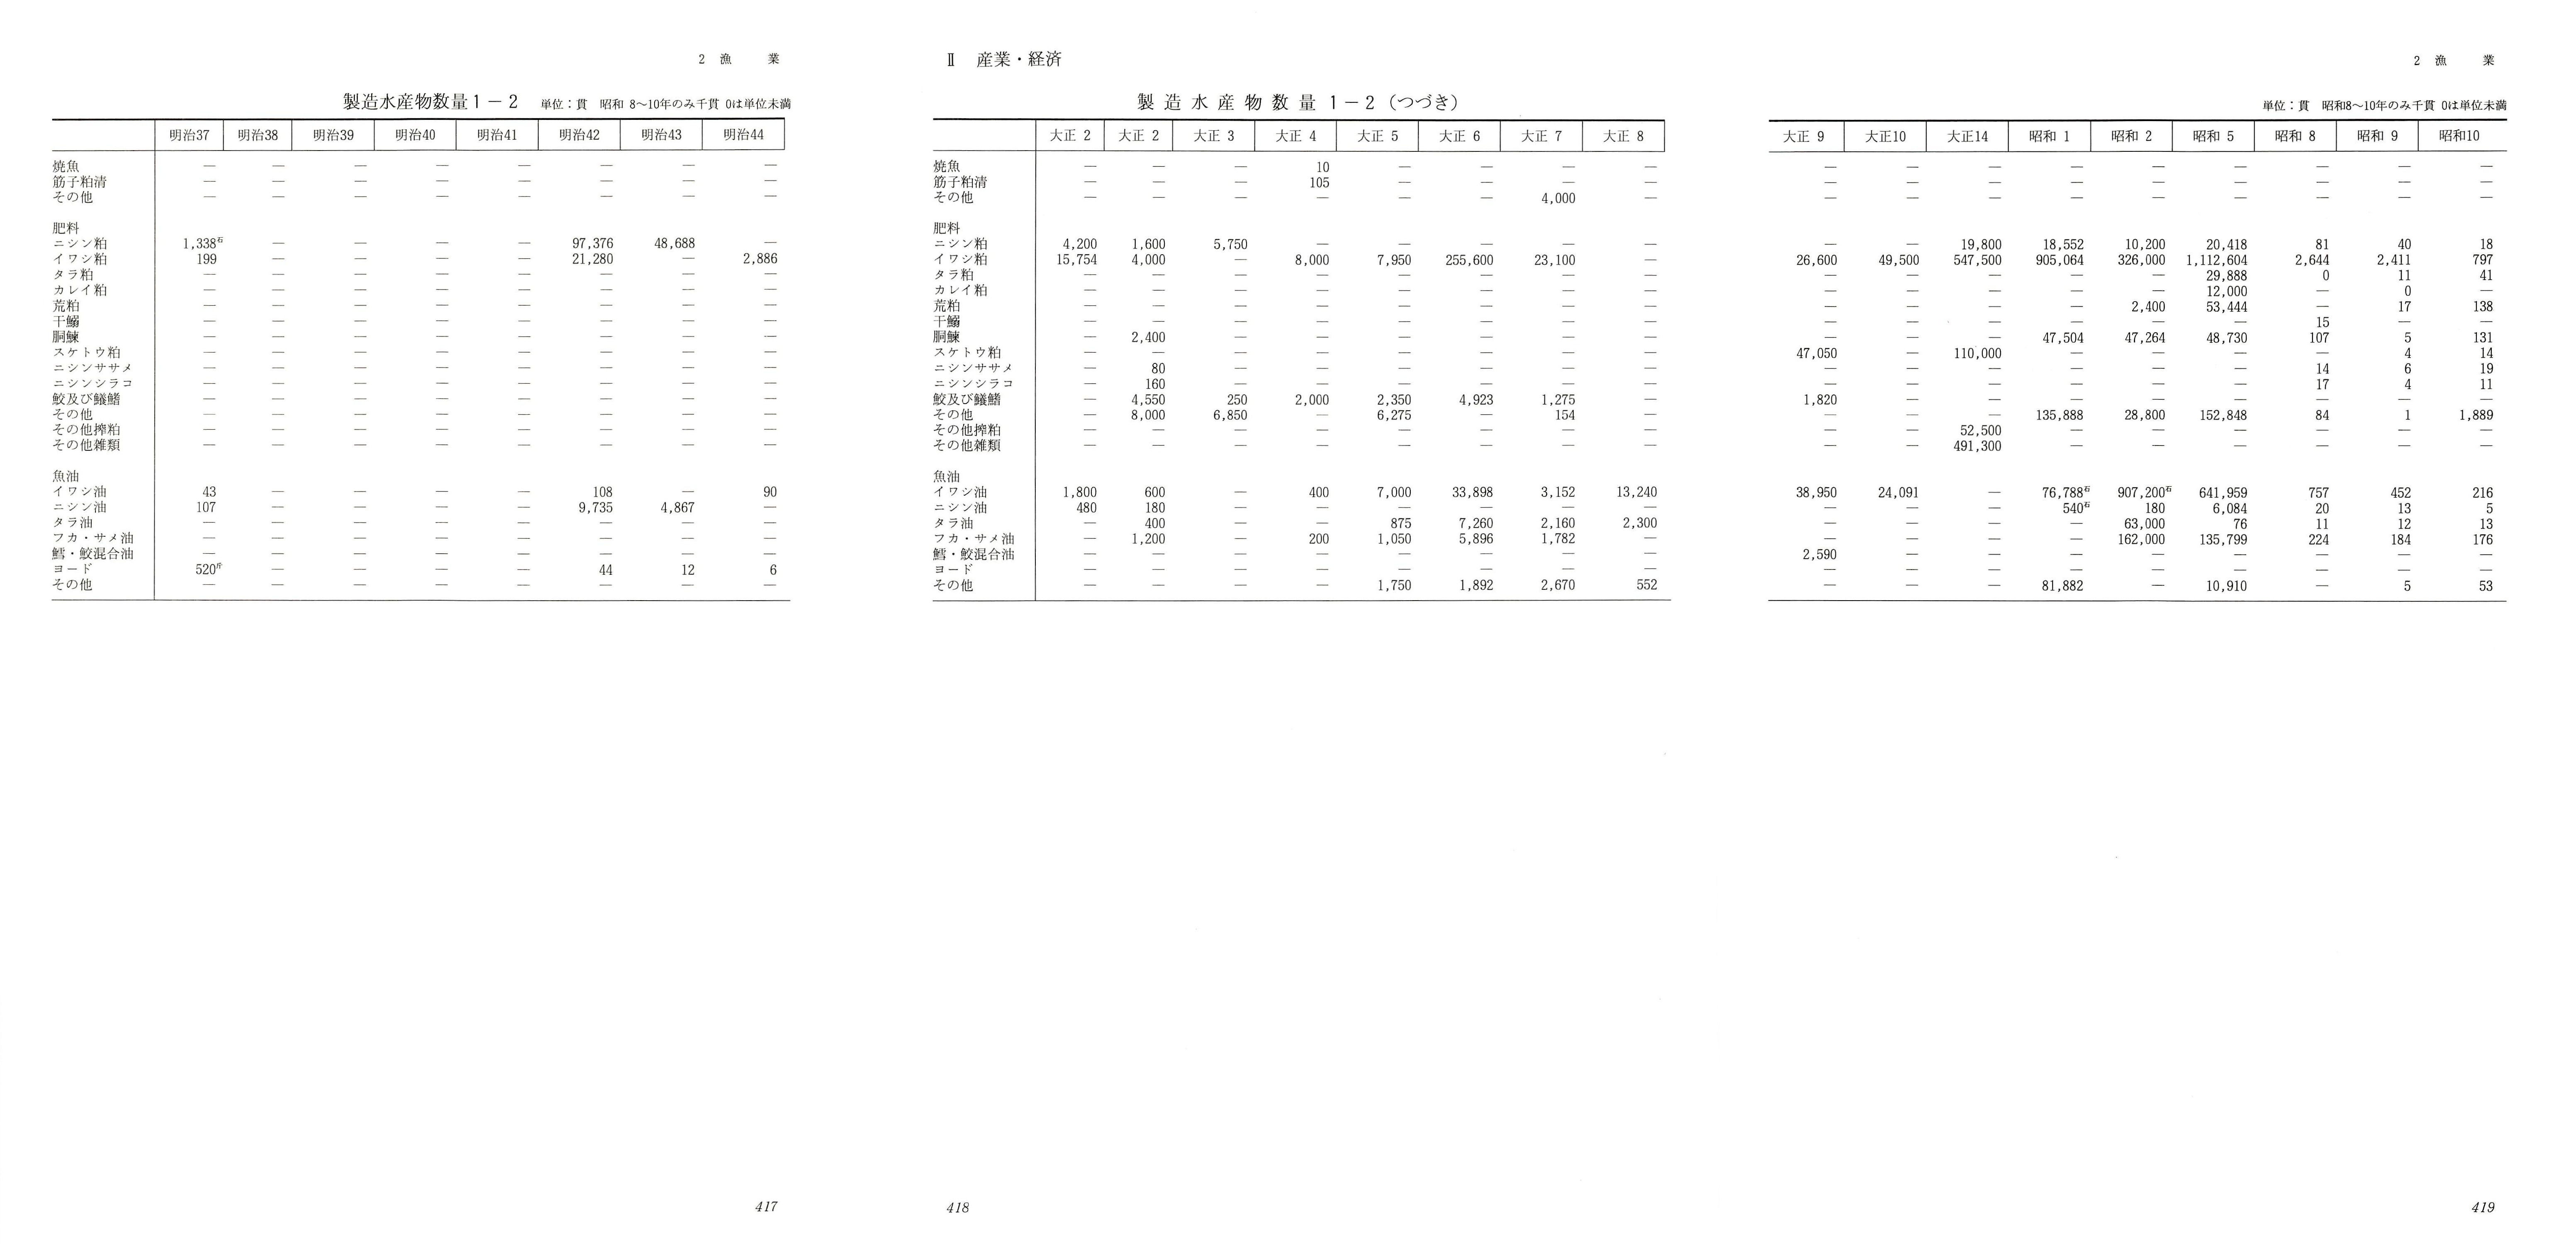 2 漁 業
製造水産物数量1－2 単位：貫 昭和 8～10年のみ千貫 0は単位未満
明治37 明治38 明治39 明治40 明治41 明治42 明治43 明治44
焼魚 — — — — — — — —
筋子粕清 — — — — — — — —
その他 — — — — — — — —
肥料
ニシン粕 1,338石 — — — — 97,376 48,688 —
イワシ粕 199 — — — — 21,280 — 2,886
タラ粕 — — — — — — — —
カレイ粕 — — — — — — — —
荒粕 — — — — — — — —
干鰯 — — — — — — — —
胴鰊 — — — — — — — —
スケトウ粕 — — — — — — — —
ニシンササメ — — — — — — — —
ニシンシラコ — — — — — — — —
鮫及び鱶鰭 — — — — — — — —
その他 — — — — — — — —
その他搾粕 — — — — — — — —
その他雑類 — — — — — — — —
魚油
イワシ油 43 — — — — 108 — 90
ニシン油 107 — — — — 9,735 4,867 —
タラ油 — — — — — — — —
フカ・サメ油 — — — — — — — —
鱈・鮫混合油 — — — — — — — —
ヨード 520斤 — — — — 44 12 6
その他 — — — — — — — —
417
Ⅱ 産業・経済
製造水産物数量 1－2（つづき）
大正 2 大正 2 大正 3 大正 4 大正 5 大正 6 大正 7 大正 8
焼魚 — — — 10 — — — —
筋子粕清 — — — 105 — — — —
その他 — — — — — — 4,000 —
肥料
ニシン粕 4,200 1,600 5,750 — — — — —
イワシ粕 15,754 4,000 — 8,000 7,950 255,600 23,100 —
タラ粕 — — — — — — — —
カレイ粕 — — — — — — — —
荒粕 — — — — — — — —
干鰯 — — — — — — — —
胴鰊 — 2,400 — — — — — —
スケトウ粕 — — — — — — — —
ニシンササメ — 80 — — — — — —
ニシンシラコ — 160 — — — — — —
鮫及び鱶鰭 — 4,550 250 2,000 2,350 4,923 1,275 —
その他 — 8,000 6,850 — 6,275 — 154 —
その他搾粕 — — — — — — — —
その他雑類 — — — — — — — —
魚油
イワシ油 1,800 600 — 400 7,000 33,898 3,152 13,240
ニシン油 480 180 — — — — — —
タラ油 — 400 — — 875 7,260 2,160 2,300
フカ・サメ油 — 1,200 — 200 1,050 5,896 1,782 —
鱈・鮫混合油 — — — — — — — —
ヨード — — — — — — — —
その他 — — — — 1,750 1,892 2,670 552
418
2 漁 業
単位：貫 昭和8～10年のみ千貫 0は単位未満
大正 9 大正10 大正14 昭和 1 昭和 2 昭和 5 昭和 8 昭和 9 昭和10
— — — — — — — — —
— — — — — — — — —
— — — — — — — — —
— — 19,800 18,552 10,200 20,418 81 40 18
26,600 49,500 547,500 905,064 326,000 1,112,604 2,644 2,411 797
— — — — — 29,888 0 11 41
— — — — — 12,000 — 0 —
— — — — 2,400 53,444 — 17 138
— — — — — — 15 — —
— — — 47,504 47,264 48,730 107 5 131
47,050 — 110,000 — — — — 4 14
— — — — — — 14 6 19
— — — — — — 17 4 11
1,820 — — — — — — — —
— — — 135,888 28,800 152,848 84 1 1,889
— — 52,500 — — — — — —
— — 491,300 — — — — — —
38,950 24,091 — 76,788石 907,200石 641,959 757 452 216
— — — 540石 180 6,084 20 13 5
— — — — 63,000 76 11 12 13
— — — — 162,000 135,799 224 184 176
2,590 — — — — — — — —
— — — — — — — — —
— — — 81,882 — 10,910 — 5 53
419